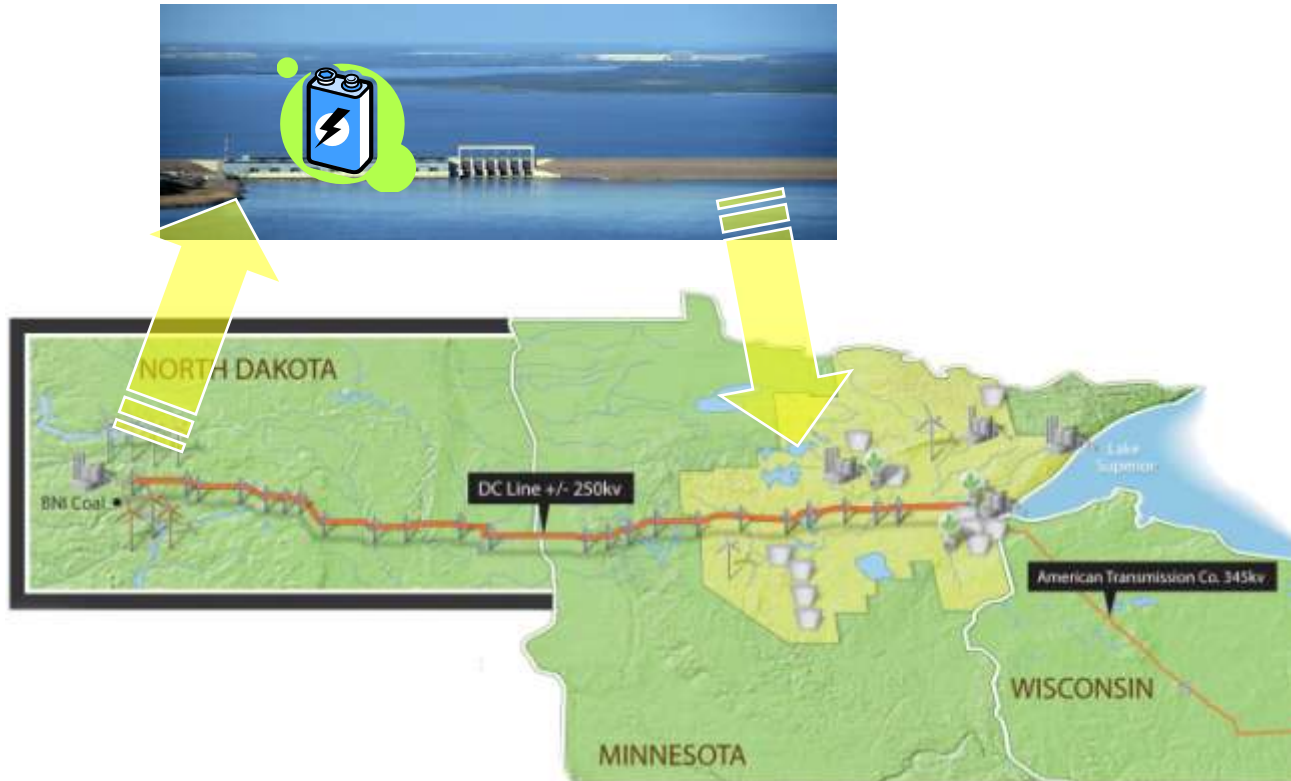 NORTH DAKOTA
BNI Coal
DC Line +/- 250kv
Lake
Superior
American Transmission Co. 345kv
WISCONSIN
MINNESOTA